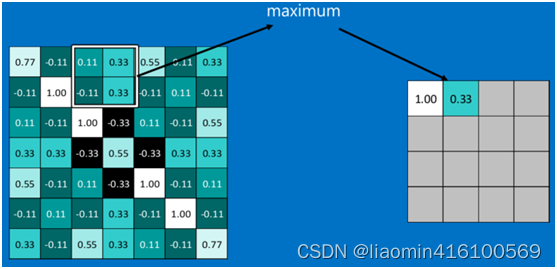 maximum
0.77 -0.11 0.11 0.33 0.55 -0.11 0.33
-0.11 1.00 -0.11 0.33 -0.11 0.11 -0.11
1.00 0.33
0.11 -0.11 1.00 -0.33 0.11 -0.11 0.55
0.33 0.33 -0.33 0.55 -0.33 0.33 0.33
0.55 -0.11 0.11 -0.33 1.00 -0.11 0.11
-0.11 0.11 -0.11 0.33 -0.11 1.00 -0.11
0.33 -0.11 0.55 0.33 0.11 -0.11 0.77
CSDN @liaomin416100569